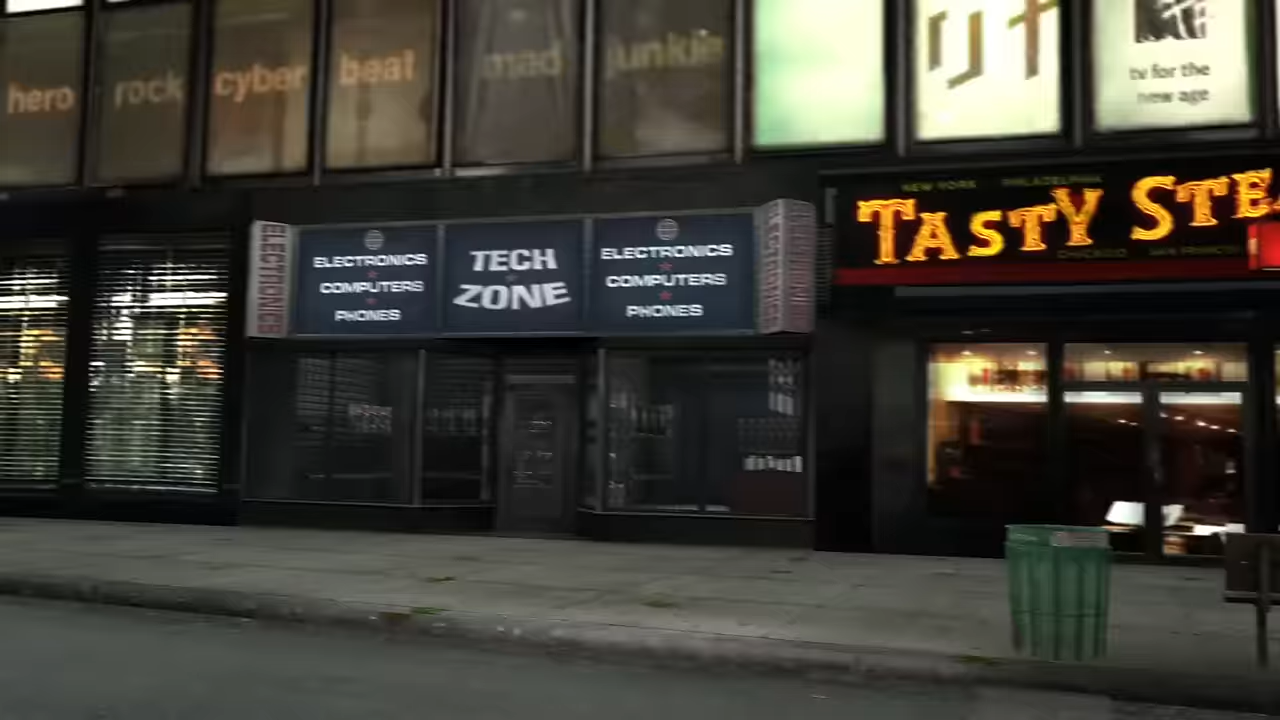 hero
rock
cyber
beat
mad
junkie
tv for the
new age
NEW YORK PHILADELPHIA
TASTY
CHICAGO SAN FRANCISCO
ELECTRONICS
ELECTRONICS
COMPUTERS
PHONES
TECH
ZONE
ELECTRONICS
COMPUTERS
PHONES
ELECTRONICS